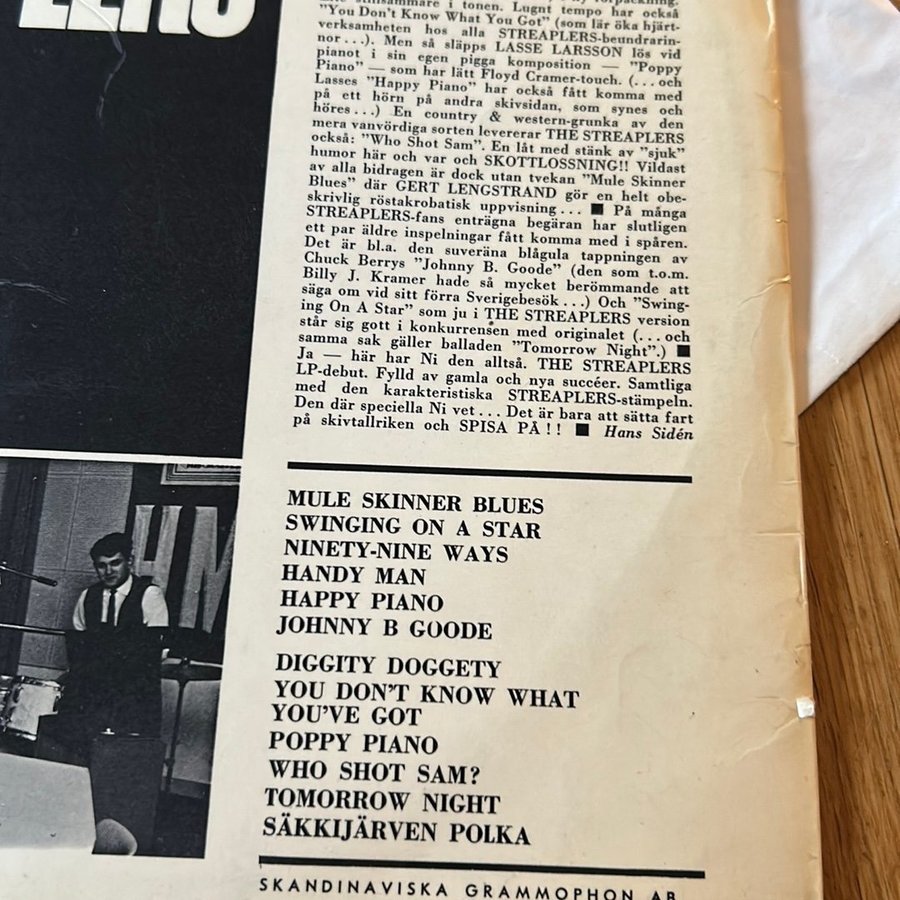 LERS
stillsammare i tonen. Lugnt tempo har också
"You Don't Know What You Got" (som lär öka hjärt-
verksamheten hos alla STREAPLERS-beundrarin-
nor...). Men så släpps LASSE LARSSON lös vid
pianot i sin egen pigga komposition — "Poppy
Piano" — som har lätt Floyd Cramer-touch. (...och
Lasses "Happy Piano" har också fått komma med
på ett hörn på andra skivsidan, som synes och
höres...) En country & western-grunka av den
mera vanvördiga sorten levererar THE STREAPLERS
också: "Who Shot Sam". En låt med stänk av "sjuk"
humor här och var och SKOTTLOSSNING!! Vildast
av alla bidragen är dock utan tvekan "Mule Skinner
Blues" där GERT LENGSTRAND gör en helt obe-
skrivlig röstakrobatisk uppvisning... ■ På många
STREAPLERS-fans enträgna begäran har slutligen
ett par äldre inspelningar fått komma med i spåren.
Det är bl.a. den suveräna blågula tappningen av
Chuck Berrys "Johnny B. Goode" (den som t.o.m.
Billy J. Kramer hade så mycket berömmande att
säga om vid sitt förra Sverigebesök...) Och "Swing-
ing On A Star" som ju i THE STREAPLERS version
står sig gott i konkurrensen med originalet (...och
samma sak gäller balladen "Tomorrow Night".) ■
Ja — här har Ni den alltså. THE STREAPLERS
LP-debut. Fylld av gamla och nya succéer. Samtliga
med den karakteristiska STREAPLERS-stämpeln.
Den där speciella Ni vet... Det är bara att sätta fart
på skivtallriken och SPISA PÅ!! ■ Hans Sidén
MULE SKINNER BLUES
SWINGING ON A STAR
NINETY-NINE WAYS
HANDY MAN
HAPPY PIANO
JOHNNY B GOODE
DIGGITY DOGGETY
YOU DON'T KNOW WHAT
YOU'VE GOT
POPPY PIANO
WHO SHOT SAM?
TOMORROW NIGHT
SÄKKIJÄRVEN POLKA
HM
SKANDINAVISKA GRAMMOPHON AB